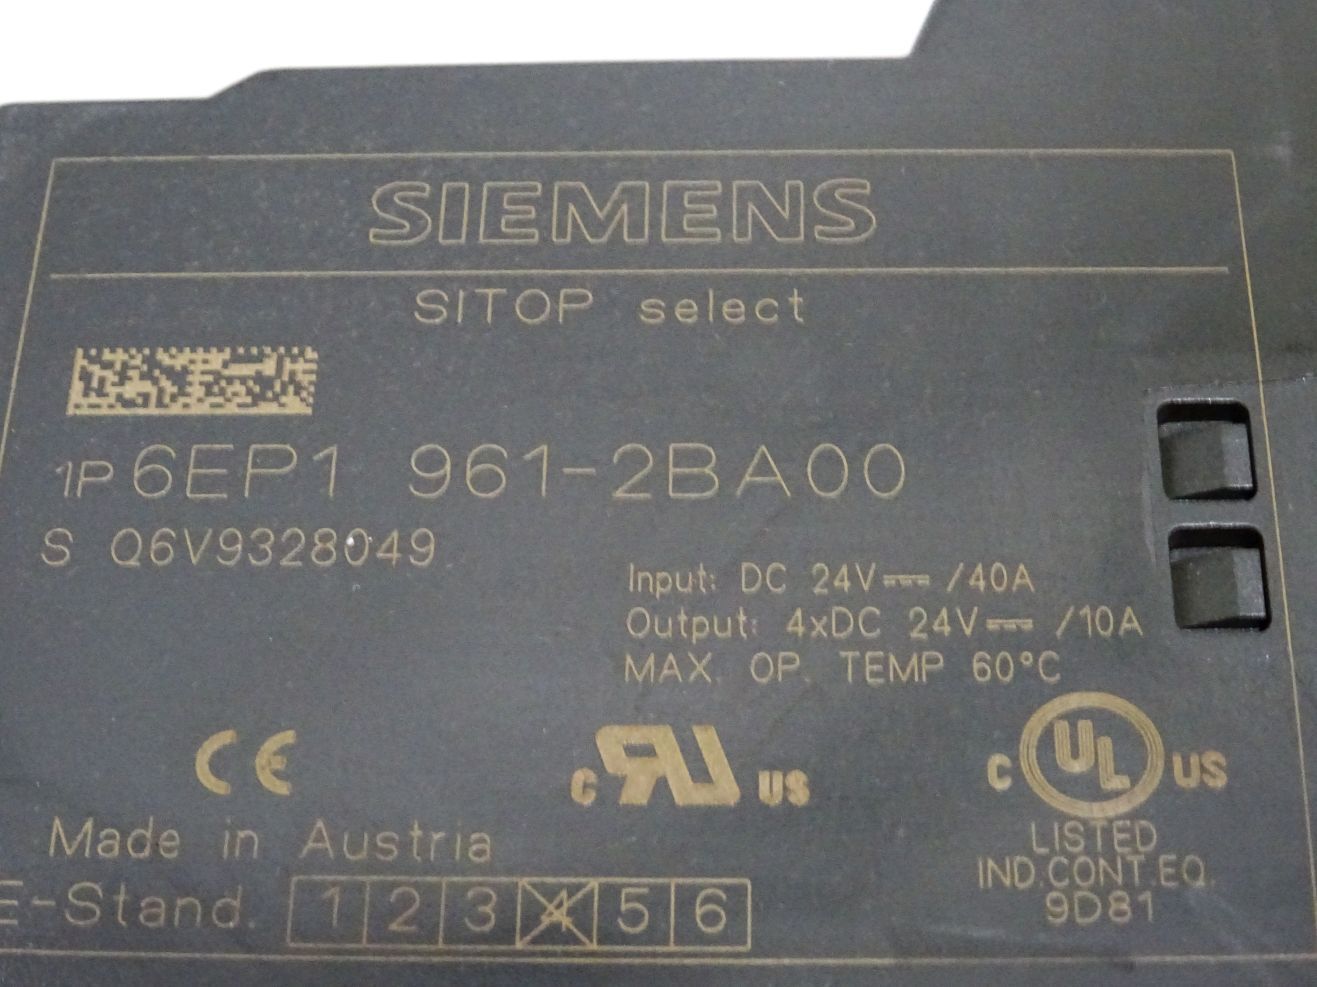 SIEMENS
SITOP select
1P 6EP1 961-2BA00
S Q6V9328049
Input: DC 24V⎓ /40A
Output: 4xDC 24V⎓ /10A
MAX. OP. TEMP 60°C
CE
c RU US
c UL US
LISTED
IND.CONT.EQ.
9D81
Made in Austria
E-Stand. 1 2 3 4 5 6